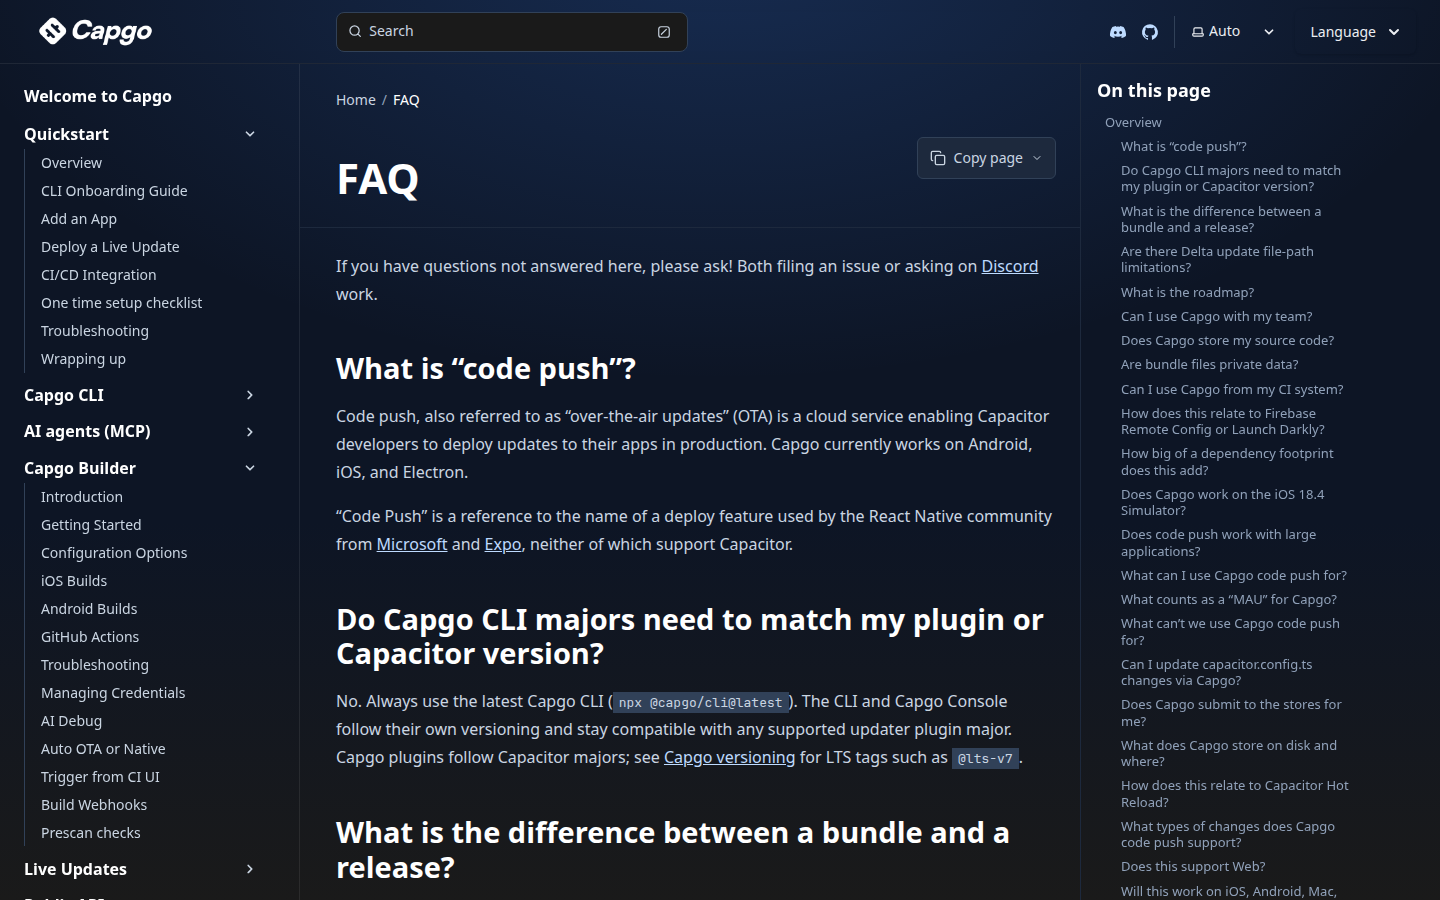 Capgo
Search
Auto
Language
Welcome to Capgo
Quickstart
Overview
CLI Onboarding Guide
Add an App
Deploy a Live Update
CI/CD Integration
One time setup checklist
Troubleshooting
Wrapping up
Capgo CLI
AI agents (MCP)
Capgo Builder
Introduction
Getting Started
Configuration Options
iOS Builds
Android Builds
GitHub Actions
Troubleshooting
Managing Credentials
AI Debug
Auto OTA or Native
Trigger from CI UI
Build Webhooks
Prescan checks
Live Updates
Home / FAQ
FAQ
Copy page
If you have questions not answered here, please ask! Both filing an issue or asking on Discord
work.
What is “code push”?
Code push, also referred to as “over-the-air updates” (OTA) is a cloud service enabling Capacitor
developers to deploy updates to their apps in production. Capgo currently works on Android,
iOS, and Electron.
“Code Push” is a reference to the name of a deploy feature used by the React Native community
from Microsoft and Expo, neither of which support Capacitor.
Do Capgo CLI majors need to match my plugin or
Capacitor version?
No. Always use the latest Capgo CLI (npx @capgo/cli@latest). The CLI and Capgo Console
follow their own versioning and stay compatible with any supported updater plugin major.
Capgo plugins follow Capacitor majors; see Capgo versioning for LTS tags such as @lts-v7.
What is the difference between a bundle and a
release?
On this page
Overview
What is “code push”?
Do Capgo CLI majors need to match
my plugin or Capacitor version?
What is the difference between a
bundle and a release?
Are there Delta update file-path
limitations?
What is the roadmap?
Can I use Capgo with my team?
Does Capgo store my source code?
Are bundle files private data?
Can I use Capgo from my CI system?
How does this relate to Firebase
Remote Config or Launch Darkly?
How big of a dependency footprint
does this add?
Does Capgo work on the iOS 18.4
Simulator?
Does code push work with large
applications?
What can I use Capgo code push for?
What counts as a “MAU” for Capgo?
What can’t we use Capgo code push
for?
Can I update capacitor.config.ts
changes via Capgo?
Does Capgo submit to the stores for
me?
What does Capgo store on disk and
where?
How does this relate to Capacitor Hot
Reload?
What types of changes does Capgo
code push support?
Does this support Web?
Will this work on iOS, Android, Mac,